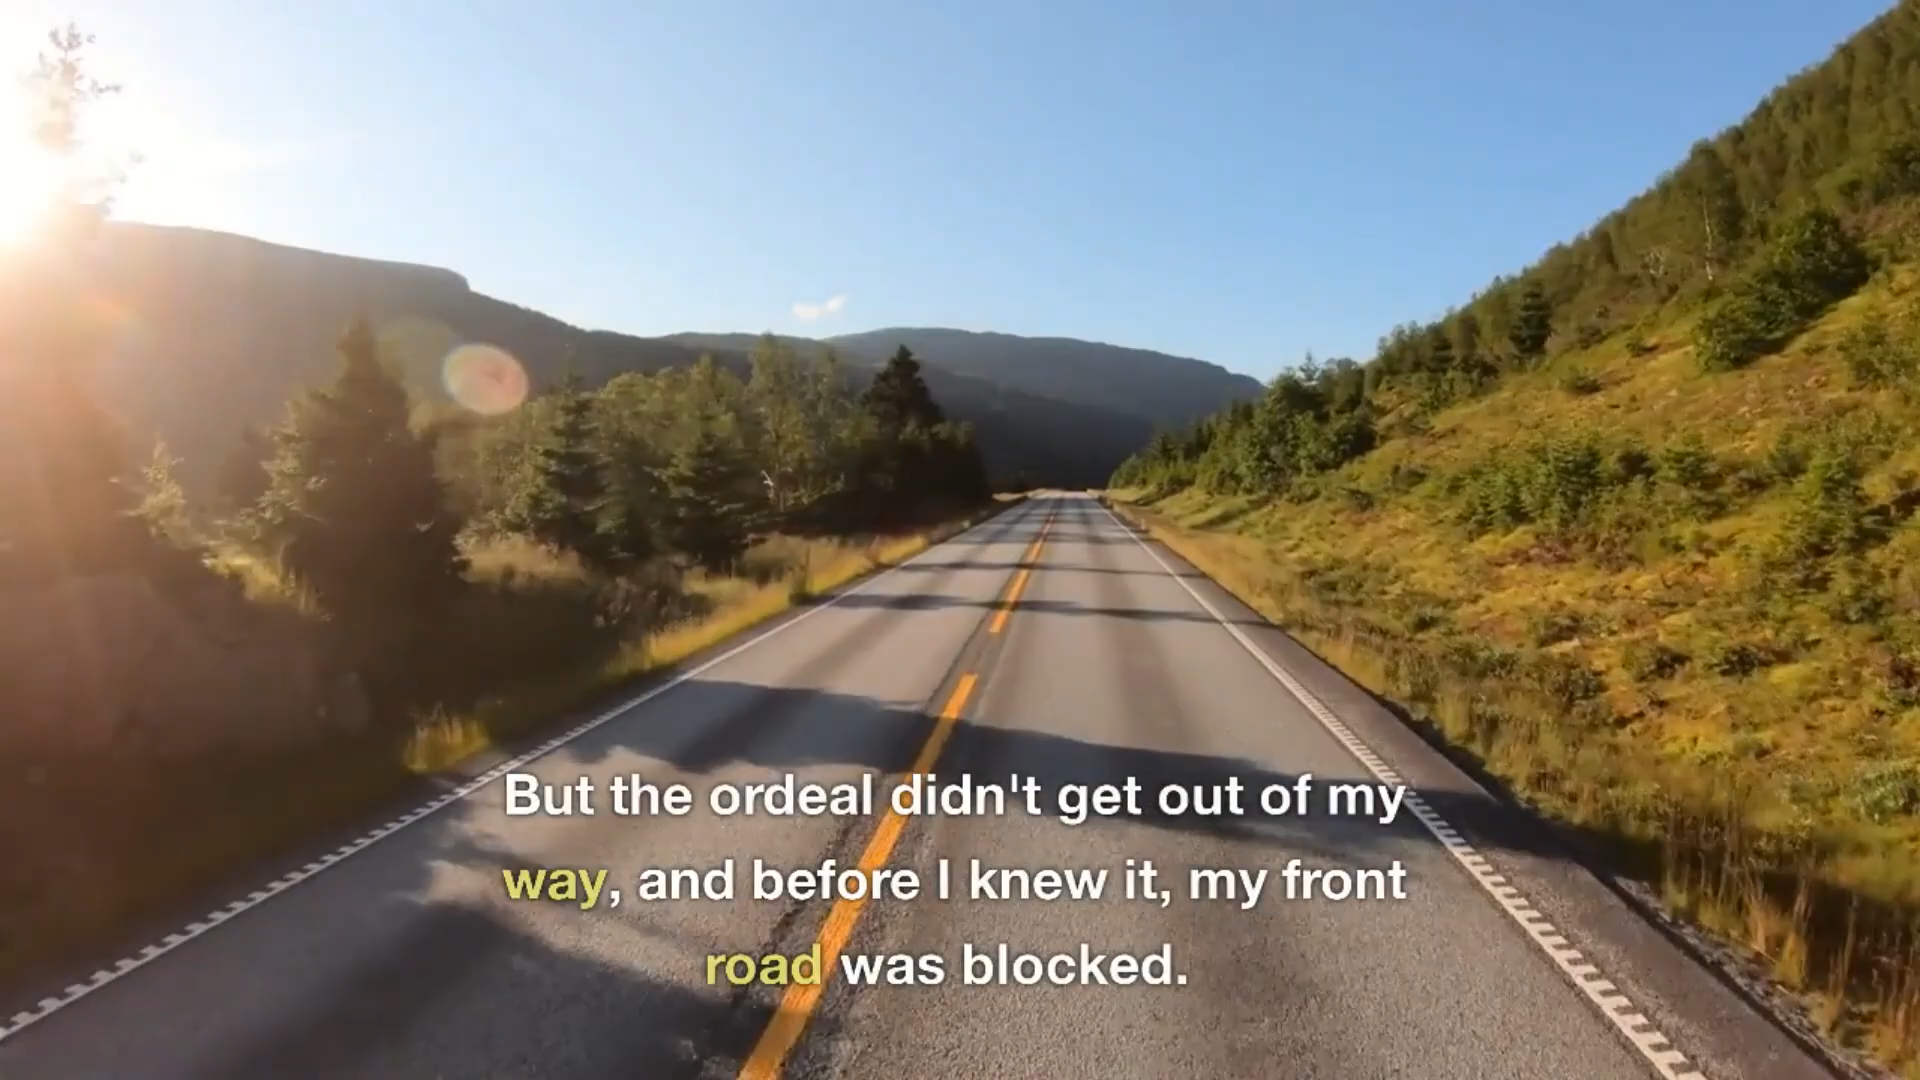 But the ordeal didn't get out of my
way, and before I knew it, my front
road was blocked.